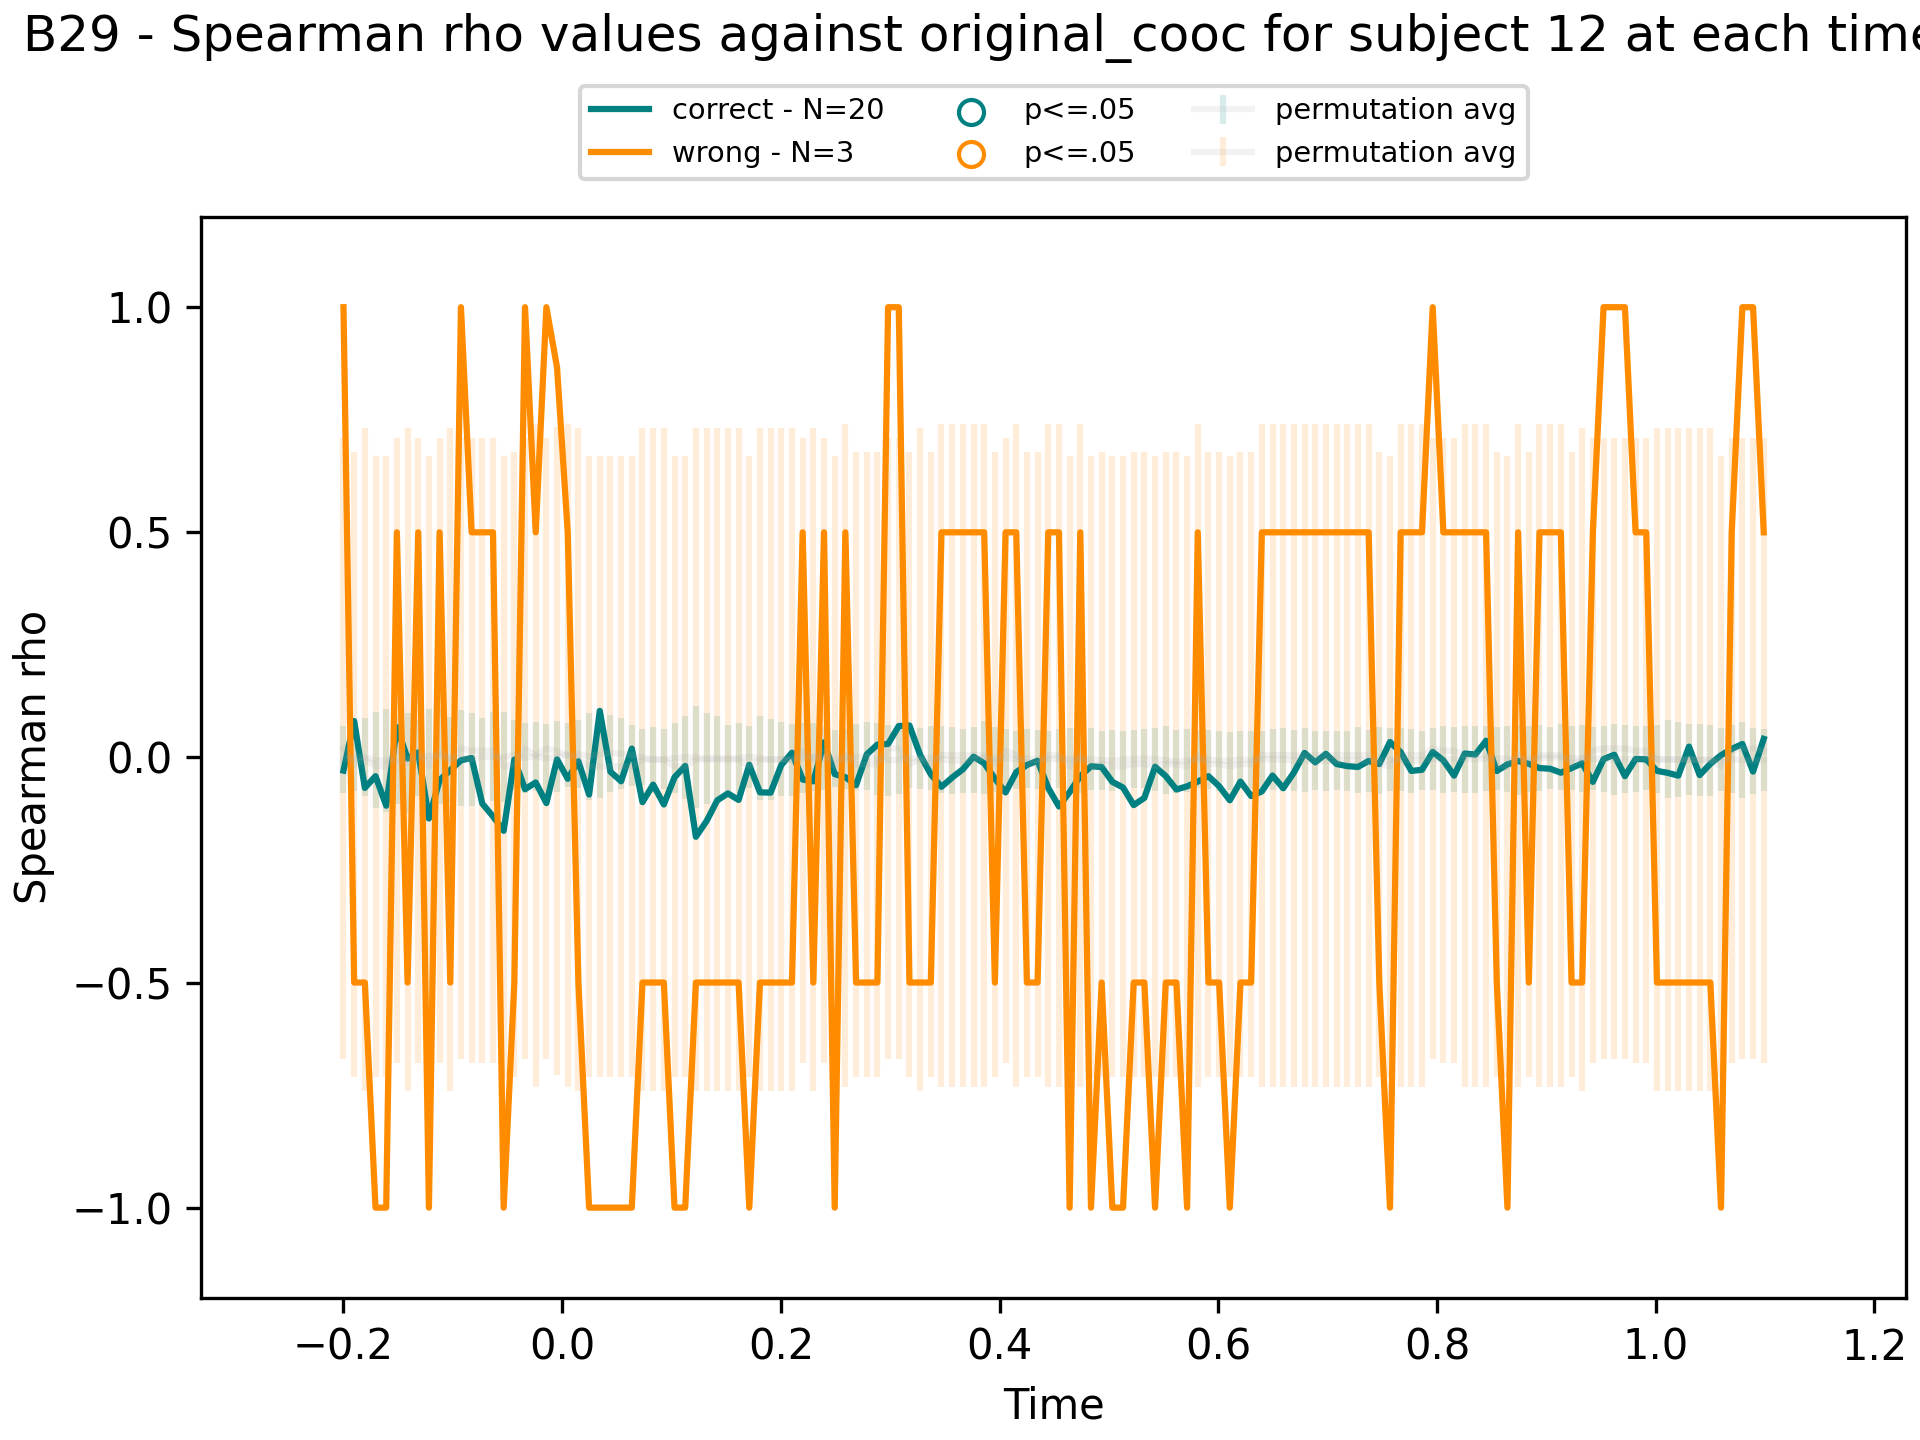 B29 - Spearman rho values against original_cooc for subject 12 at each time
correct - N=20
wrong - N=3
p<=.05
p<=.05
permutation avg
permutation avg
Spearman rho
1.0
0.5
0.0
−0.5
−1.0
−0.2
0.0
0.2
0.4
0.6
0.8
1.0
1.2
Time